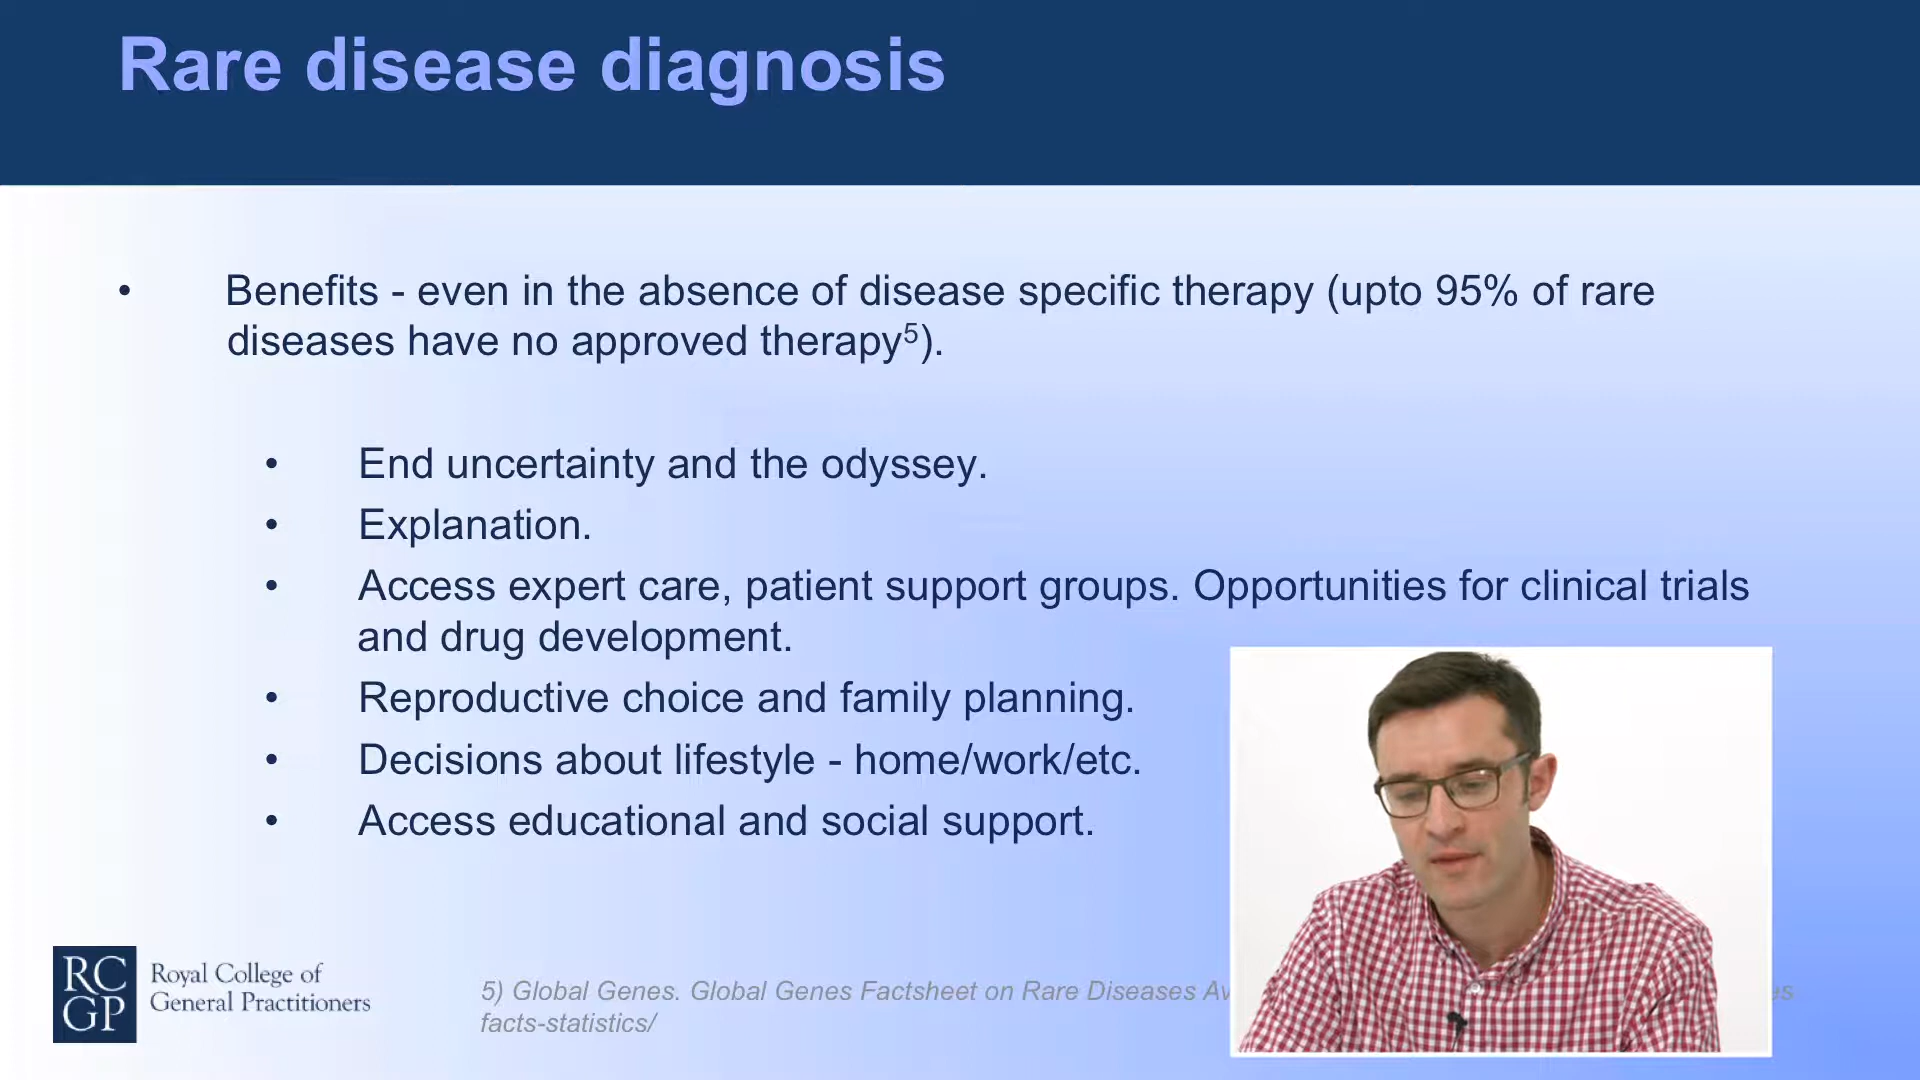 Rare disease diagnosis
• Benefits - even in the absence of disease specific therapy (upto 95% of rare
diseases have no approved therapy⁵).
• End uncertainty and the odyssey.
• Explanation.
• Access expert care, patient support groups. Opportunities for clinical trials
and drug development.
• Reproductive choice and family planning.
• Decisions about lifestyle - home/work/etc.
• Access educational and social support.
RC
GP
Royal College of
General Practitioners
5) Global Genes. Global Genes Factsheet on Rare Diseases
facts-statistics/